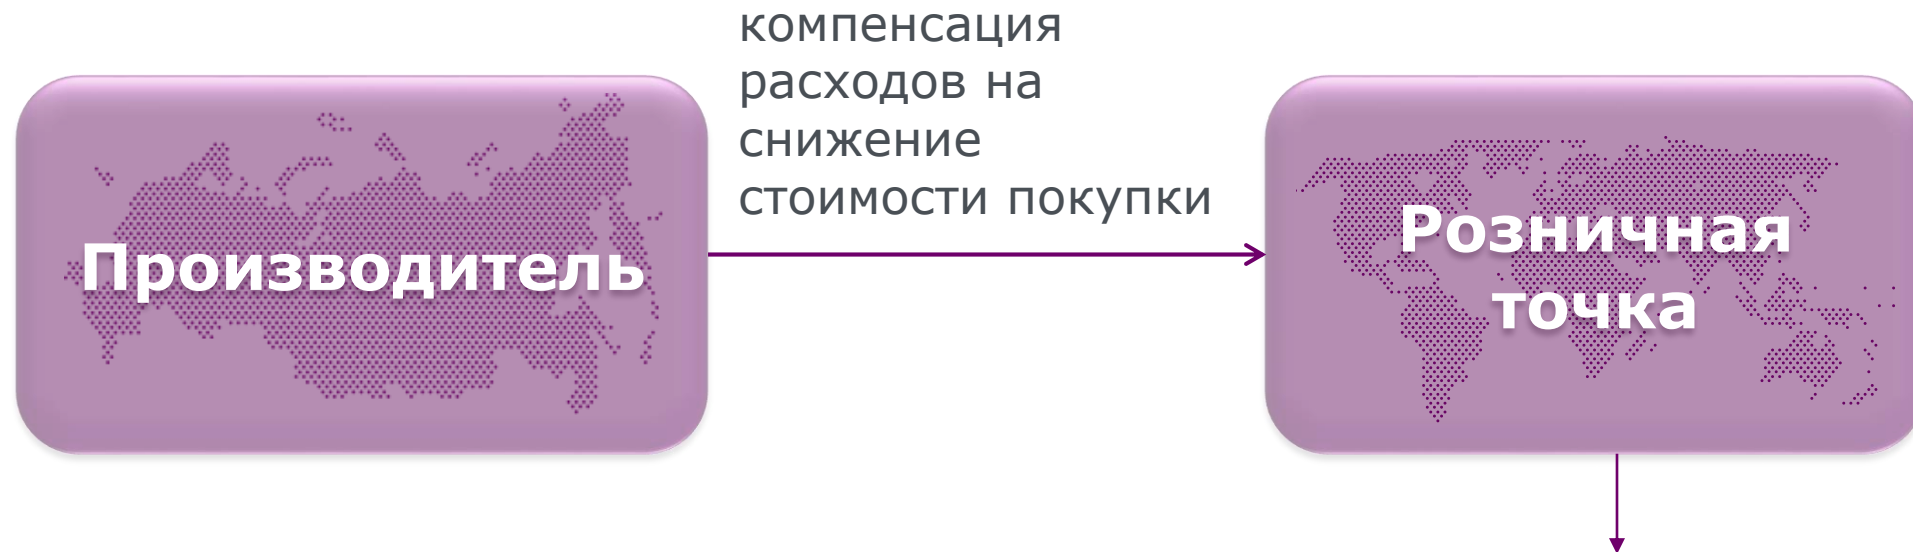 компенсация
расходов на
снижение
стоимости покупки
Производитель
Розничная
точка